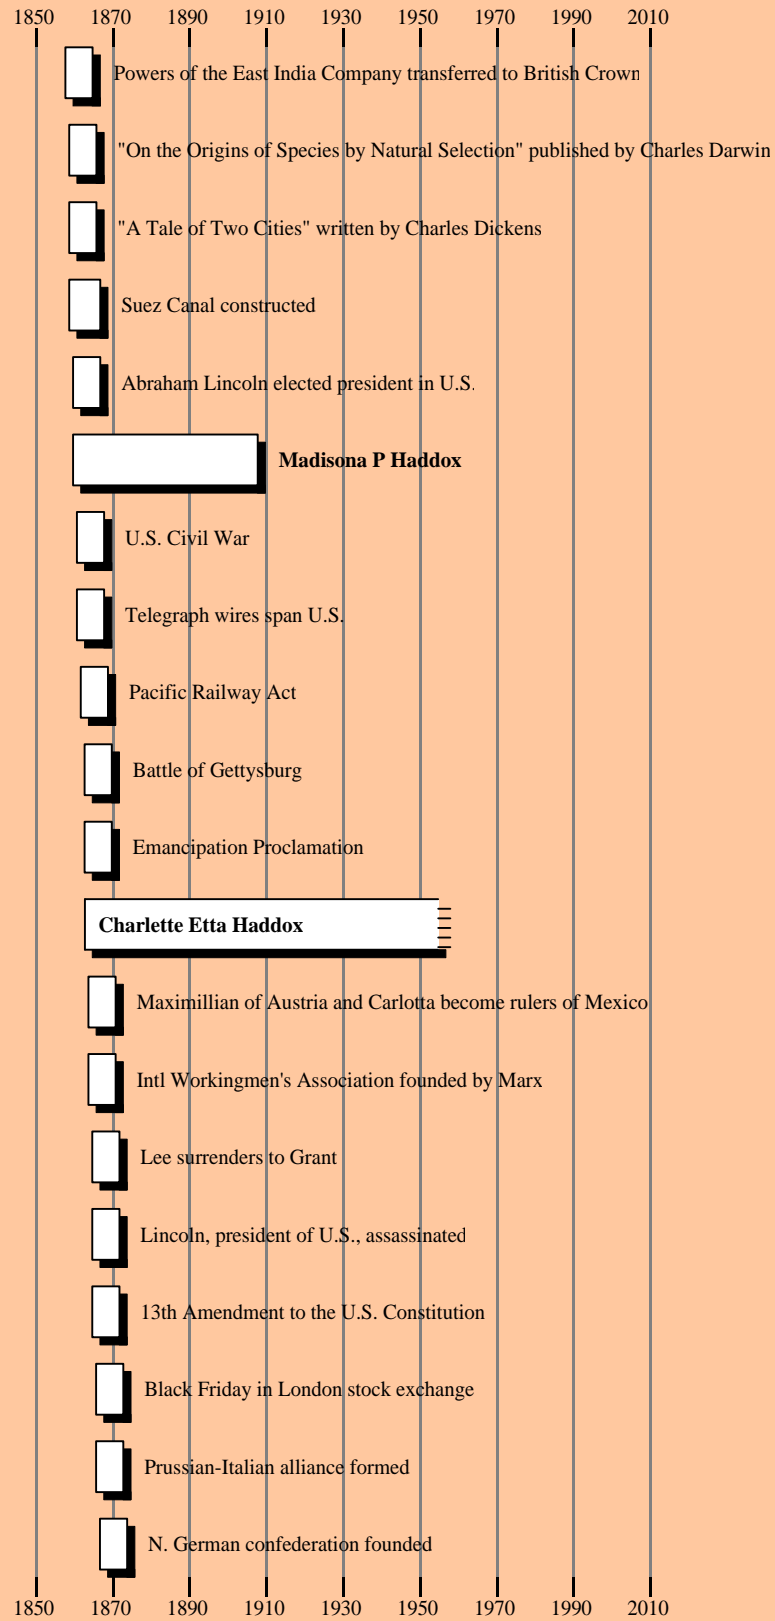 1850 1870 1890 1910 1930 1950 1970 1990 2010
Powers of the East India Company transferred to British Crown
"On the Origins of Species by Natural Selection" published by Charles Darwin
"A Tale of Two Cities" written by Charles Dickens
Suez Canal constructed
Abraham Lincoln elected president in U.S.
Madisona P Haddox
U.S. Civil War
Telegraph wires span U.S.
Pacific Railway Act
Battle of Gettysburg
Emancipation Proclamation
Charlette Etta Haddox
Maximillian of Austria and Carlotta become rulers of Mexico
Intl Workingmen's Association founded by Marx
Lee surrenders to Grant
Lincoln, president of U.S., assassinated
13th Amendment to the U.S. Constitution
Black Friday in London stock exchange
Prussian-Italian alliance formed
N. German confederation founded
1850 1870 1890 1910 1930 1950 1970 1990 2010